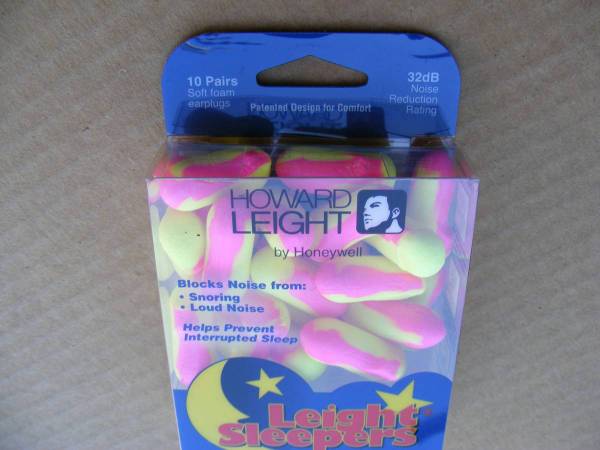 10 Pairs
Soft foam
earplugs
Patented Design for Comfort
32dB
Noise
Reduction
Rating
HOWARD
LEIGHT
by Honeywell
Blocks Noise from:
• Snoring
• Loud Noise
Helps Prevent
Interrupted Sleep
Leight®
Sleepers